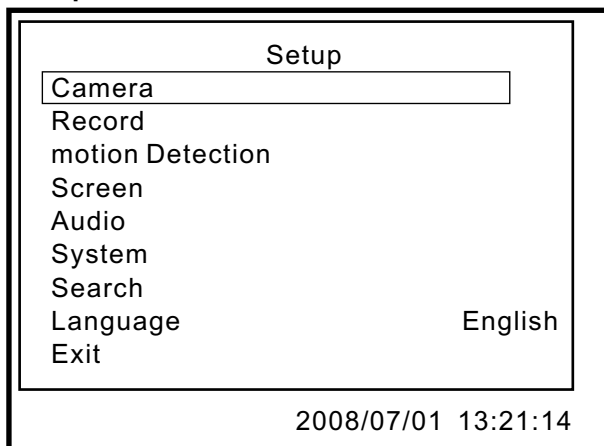 Setup
Camera
Record
motion Detection
Screen
Audio
System
Search
Language English
Exit
2008/07/01 13:21:14